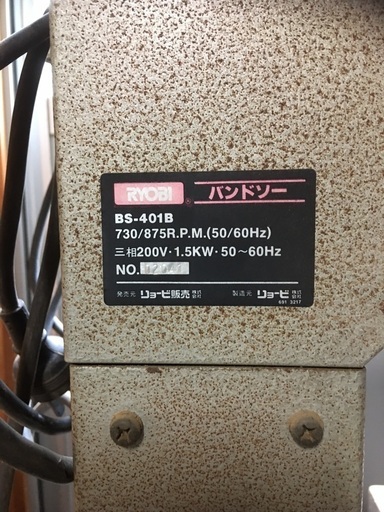 RYOBI バンドソー
BS-401B
730/875R.P.M.(50/60Hz)
三相200V·1.5KW·50～60Hz
NO.
発売元 リョービ販売 株式会社 製造元 リョービ 株式会社
691 3217